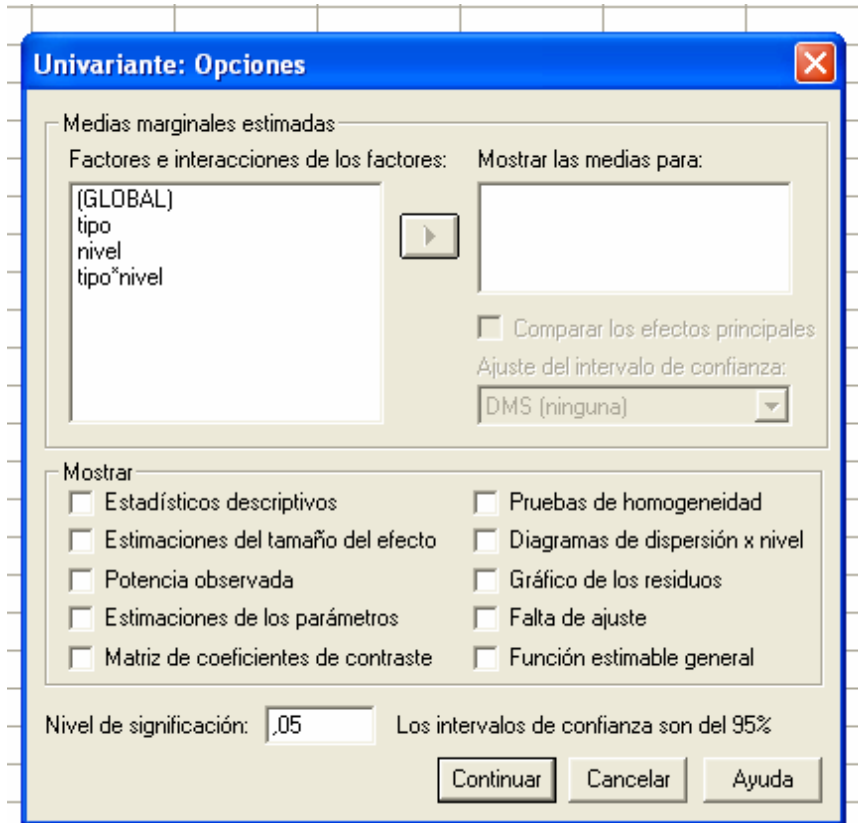 Univariante: Opciones
Medias marginales estimadas
Factores e interacciones de los factores:
(GLOBAL)
tipo
nivel
tipo*nivel
Mostrar las medias para:
Comparar los efectos principales
Ajuste del intervalo de confianza:
DMS (ninguna)
Mostrar
Estadísticos descriptivos
Estimaciones del tamaño del efecto
Potencia observada
Estimaciones de los parámetros
Matriz de coeficientes de contraste
Pruebas de homogeneidad
Diagramas de dispersión x nivel
Gráfico de los residuos
Falta de ajuste
Función estimable general
Nivel de significación: ,05 Los intervalos de confianza son del 95%
Continuar Cancelar Ayuda